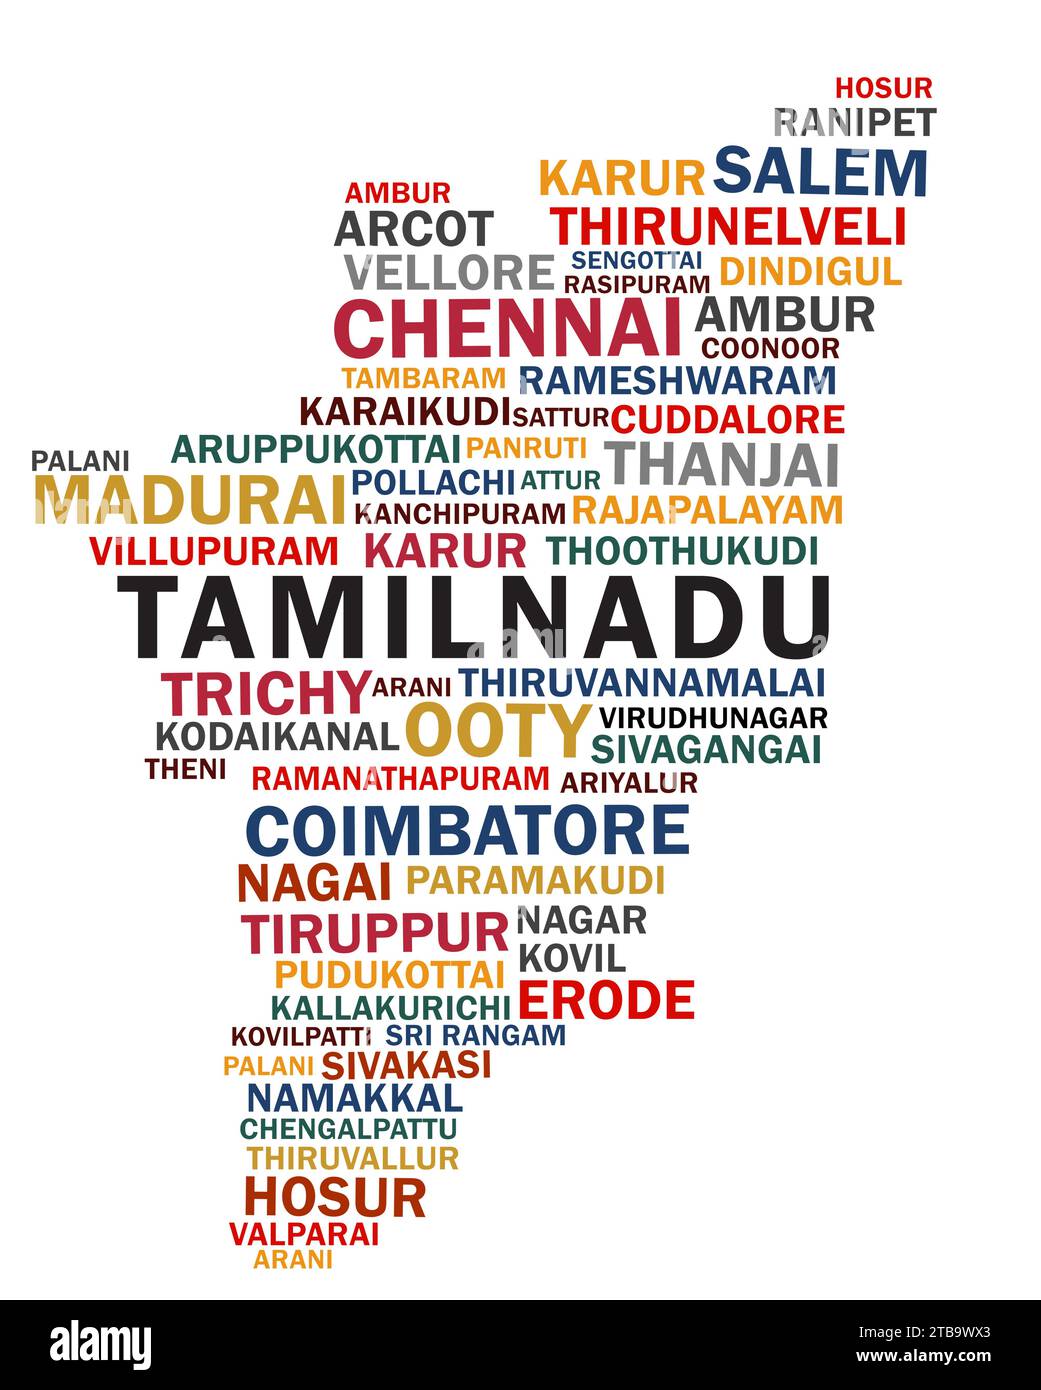 HOSUR
RANIPET
KARUR SALEM
AMBUR
ARCOT THIRUNELVELI
VELLORE SENGOTTAI DINDIGUL
RASIPURAM
CHENNAI AMBUR
COONOOR
TAMBARAM RAMESHWARAM
KARAIKUDI SATTUR CUDDALORE
ARUPPUKOTTAI PANRUTI THANJAI
PALANI
MADURAI POLLACHI ATTUR
KANCHIPURAM RAJAPALAYAM
VILLUPURAM KARUR THOOTHUKUDI
TAMILNADU
TRICHY ARANI THIRUVANNAMALAI
KODAIKANAL OOTY VIRUDHUNAGAR
SIVAGANGAI
THENI RAMANATHAPURAM ARIYALUR
COIMBATORE
NAGAI PARAMAKUDI
TIRUPPUR NAGAR
KOVIL
PUDUKOTTAI
KALLAKURICHI ERODE
KOVILPATTI SRI RANGAM
PALANI SIVAKASI
NAMAKKAL
CHENGALPATTU
THIRUVALLUR
HOSUR
VALPARAI
ARANI
alamy
alamy
a
a
alamy
Image ID: 2TB9WX3
www.alamy.com